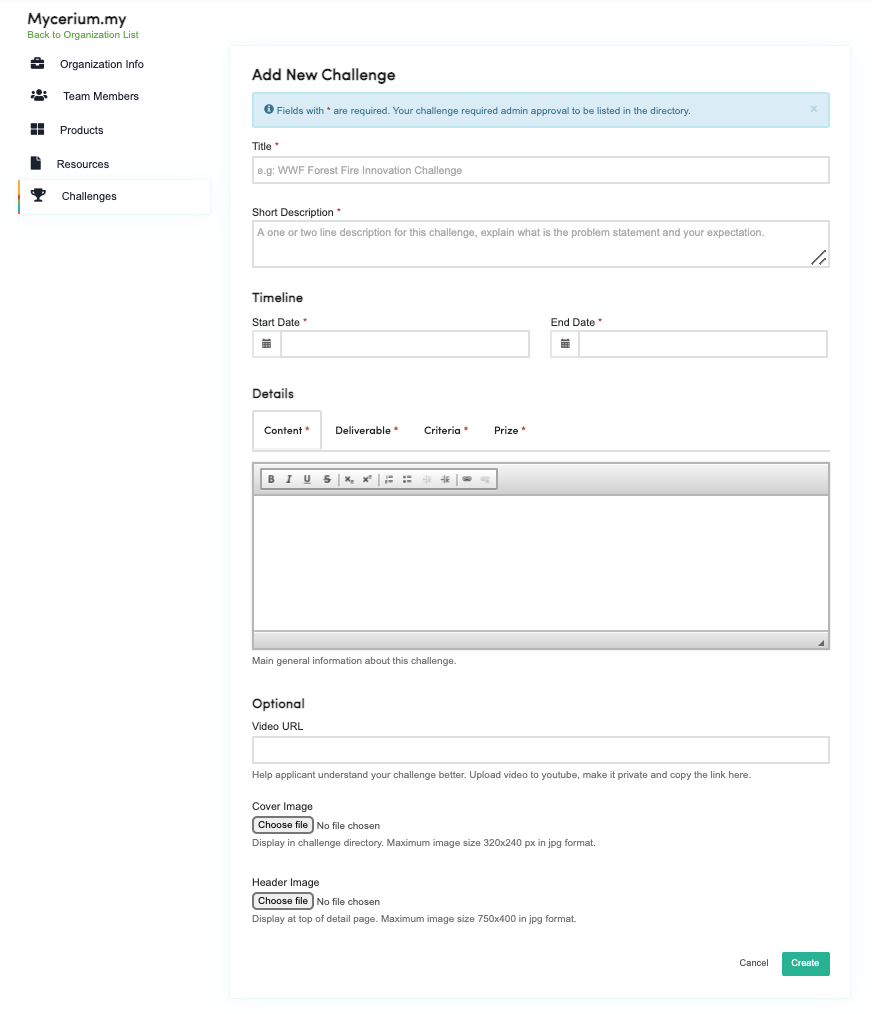 Mycerium.my
Back to Organization List
Organization Info
Team Members
Products
Resources
Challenges
Add New Challenge
Fields with * are required. Your challenge required admin approval to be listed in the directory.
×
Title *
e.g: WWF Forest Fire Innovation Challenge
Short Description *
A one or two line description for this challenge, explain what is the problem statement and your expectation.
Timeline
Start Date * End Date *
Details
Content * Deliverable * Criteria * Prize *
B I U S x₂ x²
Main general information about this challenge.
Optional
Video URL
Help applicant understand your challenge better. Upload video to youtube, make it private and copy the link here.
Cover Image
Choose file No file chosen
Display in challenge directory. Maximum image size 320x240 px in jpg format.
Header Image
Choose file No file chosen
Display at top of detail page. Maximum image size 750x400 in jpg format.
Cancel Create